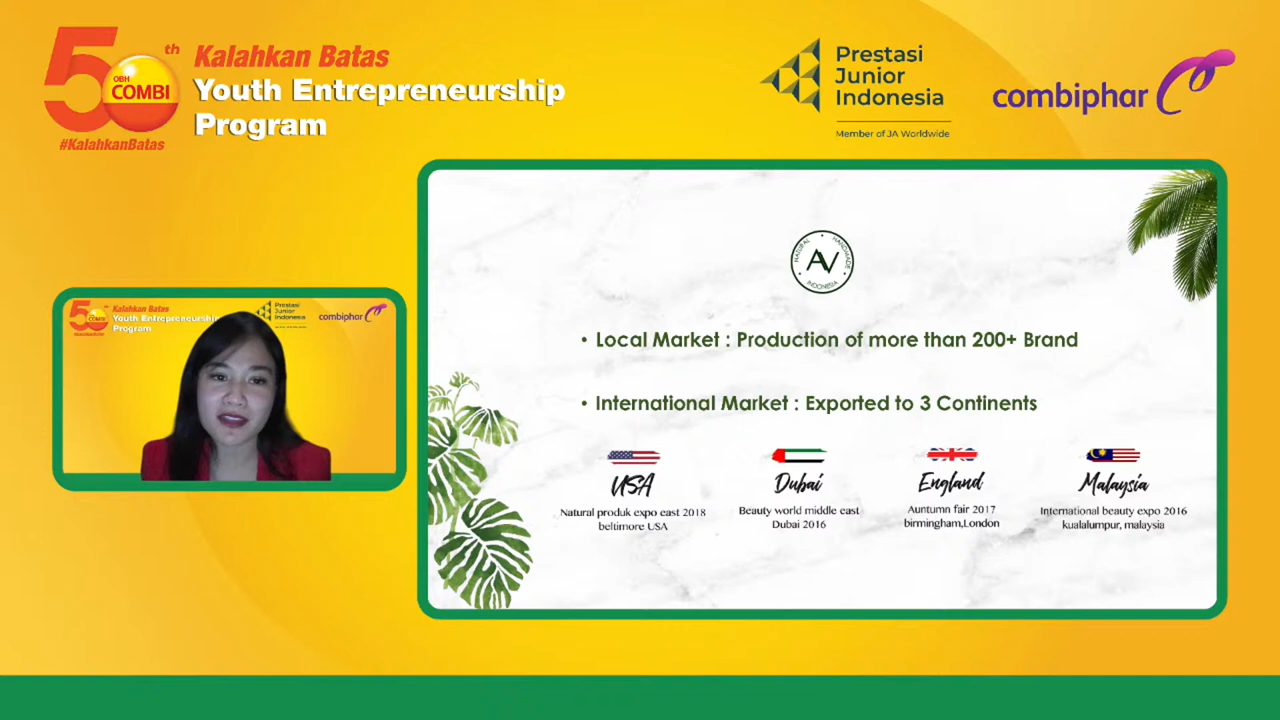 50th
OBH
COMBI
#KalahkanBatas
Kalahkan Batas
Youth Entrepreneurship
Program
Prestasi
Junior
Indonesia
Member of JA Worldwide
combiphar
Kalahkan Batas
Youth Entrepreneurship
Program
Prestasi
Junior
Indonesia
combiphar
NATURAL HANDMADE
AV
INDONESIA
• Local Market : Production of more than 200+ Brand
• International Market : Exported to 3 Continents
USA
Natural produk expo east 2018
beltimore USA
Dubai
Beauty world middle east
Dubai 2016
England
Auntumn fair 2017
birmingham,London
Malaysia
International beauty expo 2016
kualalumpur, malaysia